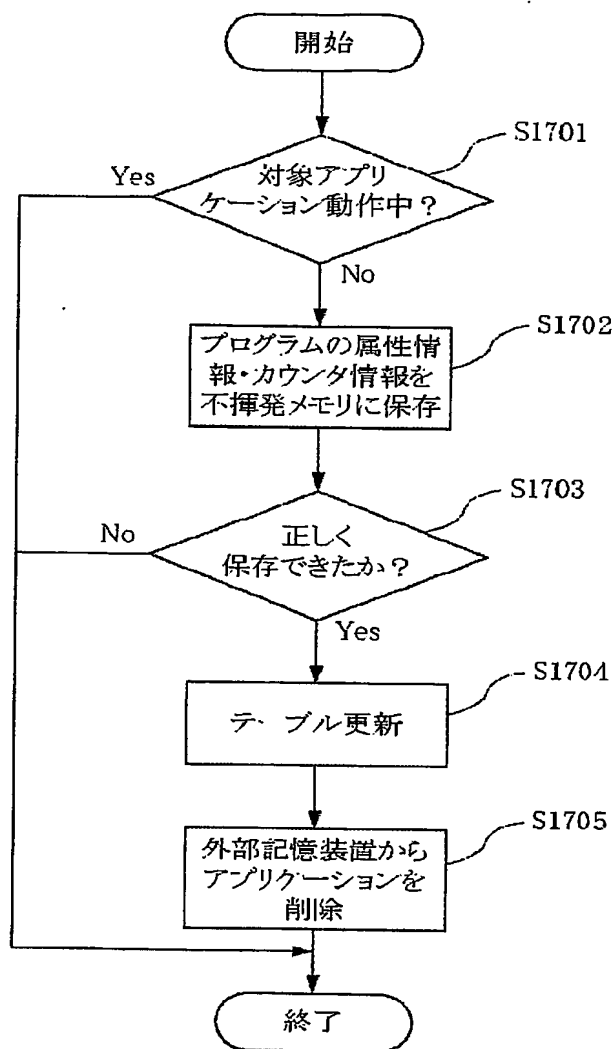 開始
S1701
対象アプリ
ケーション動作中？
Yes
No
S1702
プログラムの属性情
報・カウンタ情報を
不揮発メモリに保存
S1703
正しく
保存できたか？
No
Yes
S1704
テーブル更新
S1705
外部記憶装置から
アプリケーションを
削除
終了